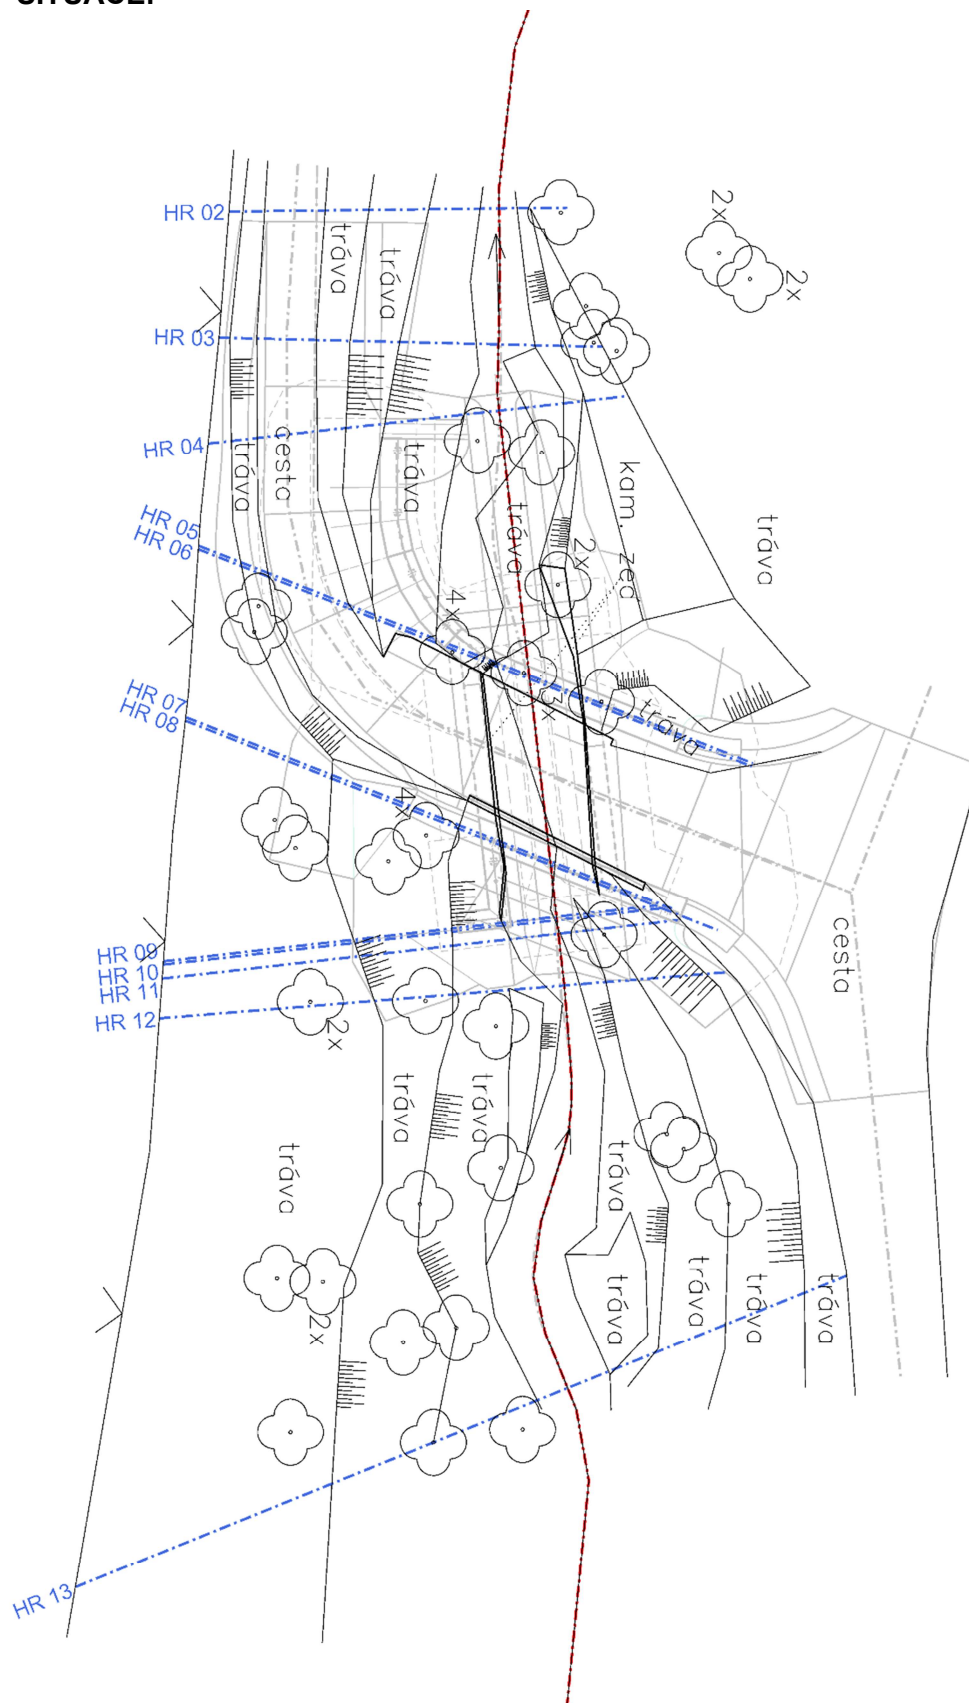 2x
HR 02
tráva
tráva
2x
HR 03
HR 04
tráva
cesta
tráva
kam. zeď
tráva
tráva
HR 05
HR 06
2x
4x
3x
tráva
HR 07
HR 08
4x
HR 09
HR 10
HR 11
HR 12
2x
cesta
tráva
tráva
tráva
tráva
tráva
tráva
tráva
tráva
2x
HR 13